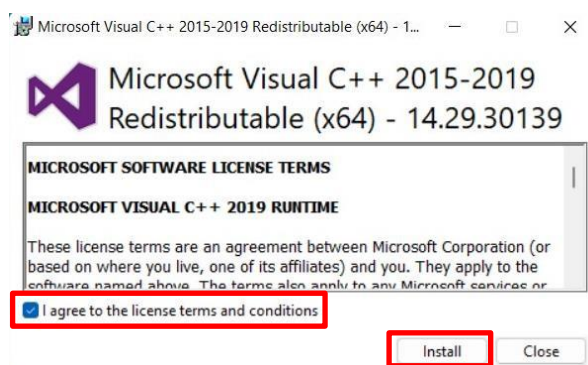 Microsoft Visual C++ 2015-2019 Redistributable (x64) - 1...
Microsoft Visual C++ 2015-2019
Redistributable (x64) - 14.29.30139
MICROSOFT SOFTWARE LICENSE TERMS
MICROSOFT VISUAL C++ 2019 RUNTIME
These license terms are an agreement between Microsoft Corporation (or
based on where you live, one of its affiliates) and you. They apply to the
software named above. The terms also apply to any Microsoft services or
I agree to the license terms and conditions
Install Close